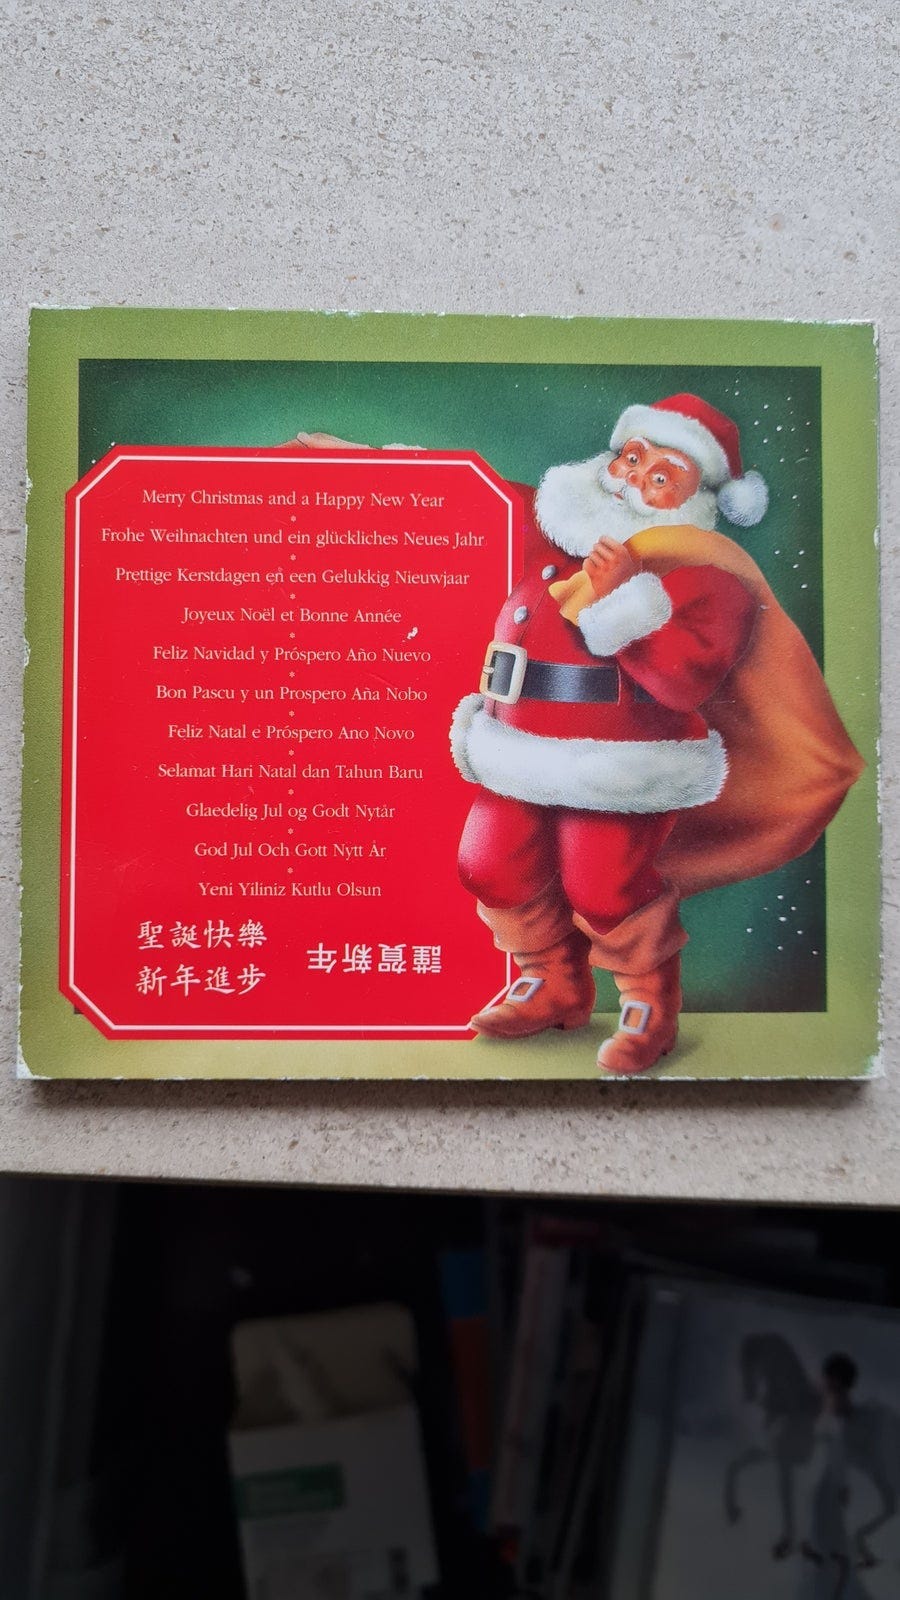 Merry Christmas and a Happy New Year
Frohe Weihnachten und ein glückliches Neues Jahr
Prettige Kerstdagen en een Gelukkig Nieuwjaar
Joyeux Noël et Bonne Année
Feliz Navidad y Próspero Año Nuevo
Bon Pascu y un Prospero Aña Nobo
Feliz Natal e Próspero Ano Novo
Selamat Hari Natal dan Tahun Baru
Glaedelig Jul og Godt Nytår
God Jul Och Gott Nytt År
Yeni Yiliniz Kutlu Olsun
聖誕快樂
新年進步
謹賀新年